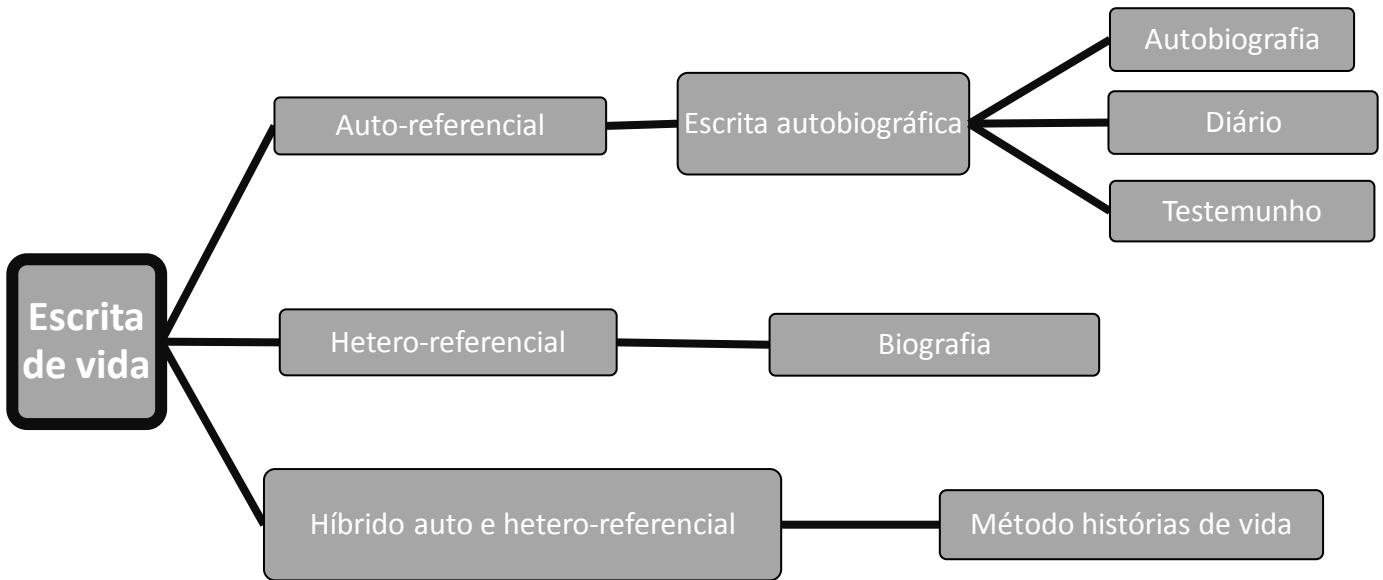 Escrita
de vida
Auto-referencial
Escrita autobiográfica
Autobiografia
Diário
Testemunho
Hetero-referencial
Biografia
Híbrido auto e hetero-referencial
Método histórias de vida